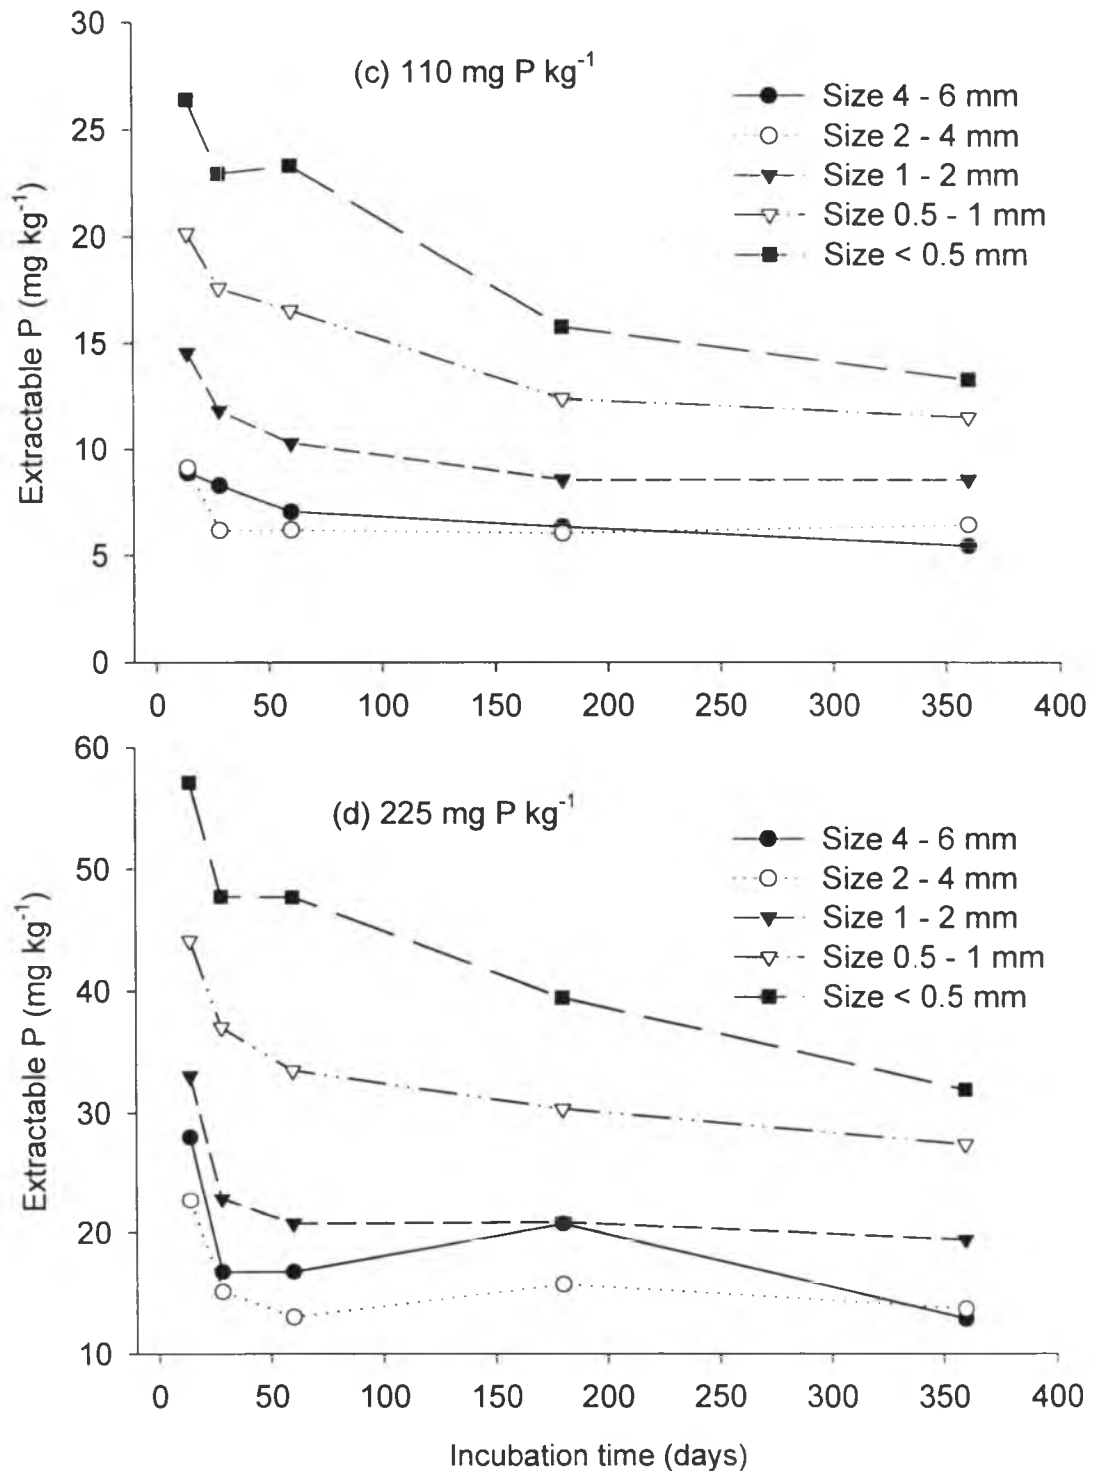 30
(c) 110 mg P kg⁻¹
Size 4 - 6 mm
25
Size 2 - 4 mm
Size 1 - 2 mm
20
Size 0.5 - 1 mm
Size < 0.5 mm
Extractable P (mg kg⁻¹)
15
10
5
0
0 50 100 150 200 250 300 350 400
60
(d) 225 mg P kg⁻¹
Size 4 - 6 mm
50
Size 2 - 4 mm
Size 1 - 2 mm
Size 0.5 - 1 mm
40
Size < 0.5 mm
Extractable P (mg kg⁻¹)
30
20
10
0 50 100 150 200 250 300 350 400
Incubation time (days)